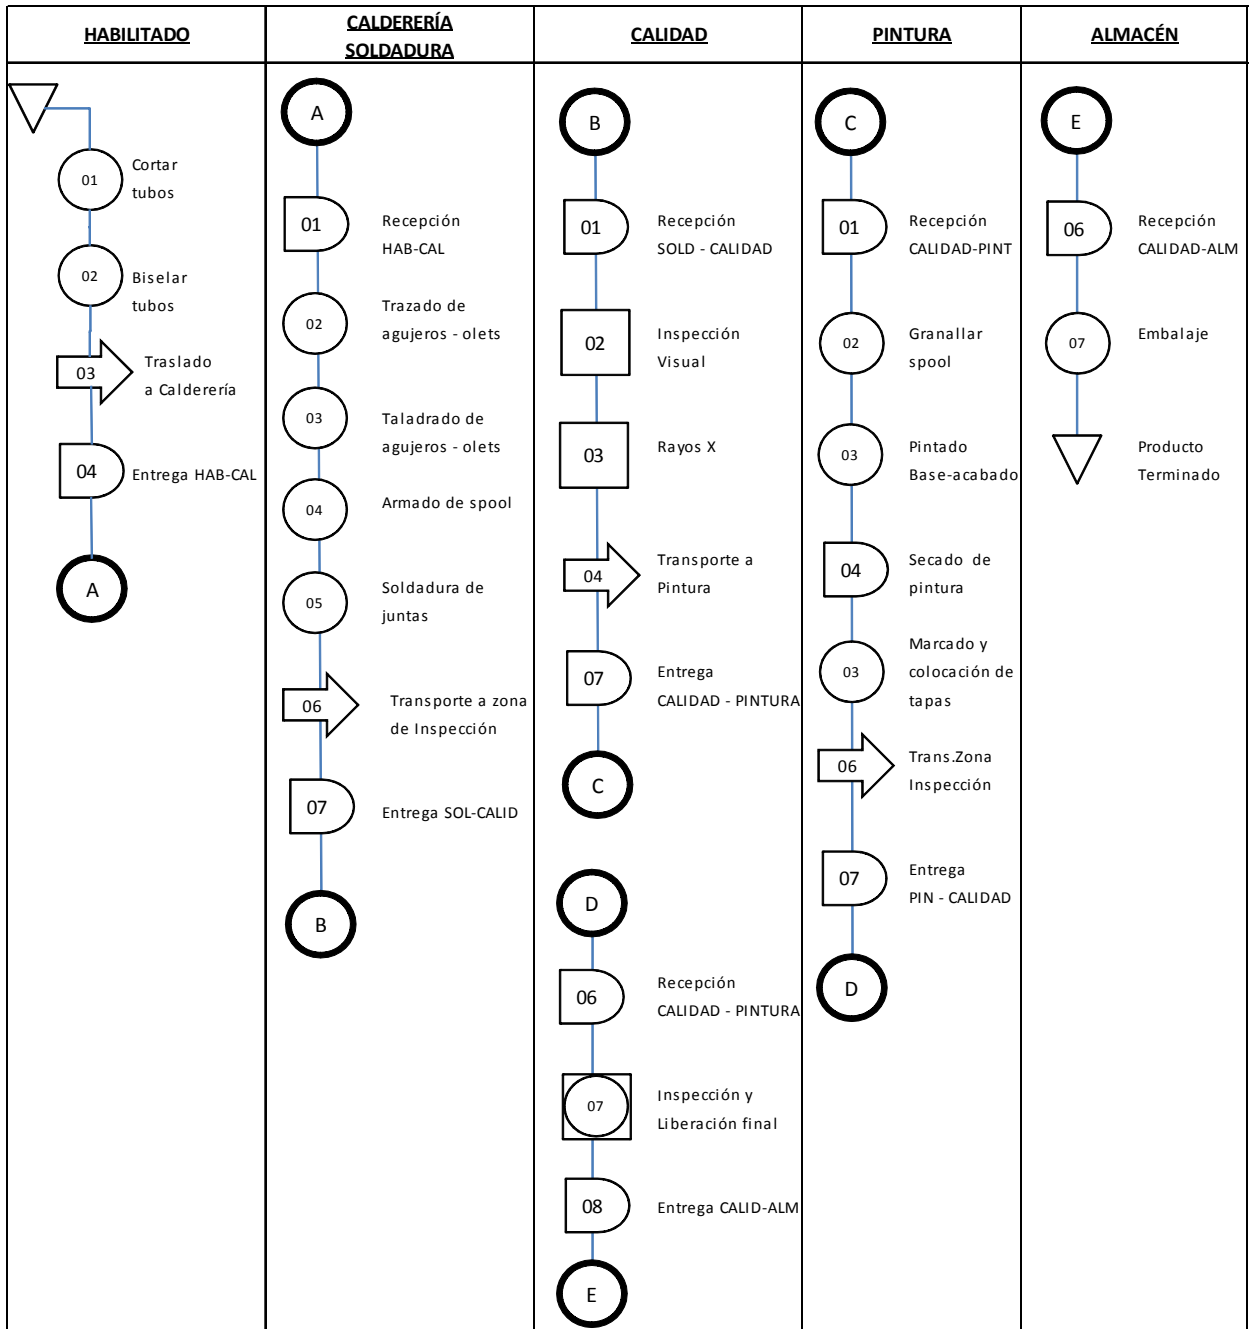 HABILITADO
01
Cortar
tubos
02
Biselar
tubos
03
Traslado
a Calderería
04
Entrega HAB-CAL
A
CALDERERÍA
SOLDADURA
A
01
Recepción
HAB-CAL
02
Trazado de
agujeros - olets
03
Taladrado de
agujeros - olets
04
Armado de spool
05
Soldadura de
juntas
06
Transporte a zona
de Inspección
07
Entrega SOL-CALID
B
CALIDAD
B
01
Recepción
SOLD - CALIDAD
02
Inspección
Visual
03
Rayos X
04
Transporte a
Pintura
07
Entrega
CALIDAD - PINTURA
C
D
06
Recepción
CALIDAD - PINTURA
07
Inspección y
Liberación final
08
Entrega CALID-ALM
E
PINTURA
C
01
Recepción
CALIDAD-PINT
02
Granallar
spool
03
Pintado
Base-acabado
04
Secado de
pintura
03
Marcado y
colocación de
tapas
06
Trans.Zona
Inspección
07
Entrega
PIN - CALIDAD
D
ALMACÉN
E
06
Recepción
CALIDAD-ALM
07
Embalaje
Producto
Terminado